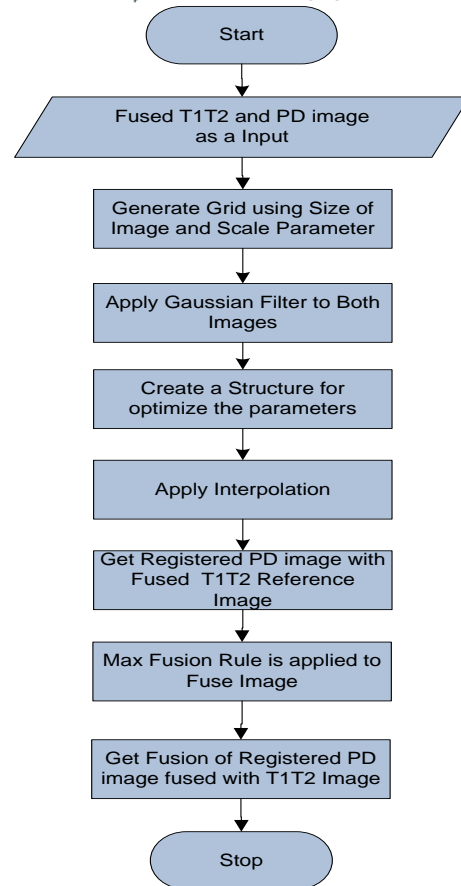 Start
Fused T1T2 and PD image
as a Input
Generate Grid using Size of
Image and Scale Parameter
Apply Gaussian Filter to Both
Images
Create a Structure for
optimize the parameters
Apply Interpolation
Get Registered PD image with
Fused T1T2 Reference
Image
Max Fusion Rule is applied to
Fuse Image
Get Fusion of Registered PD
image fused with T1T2 Image
Stop